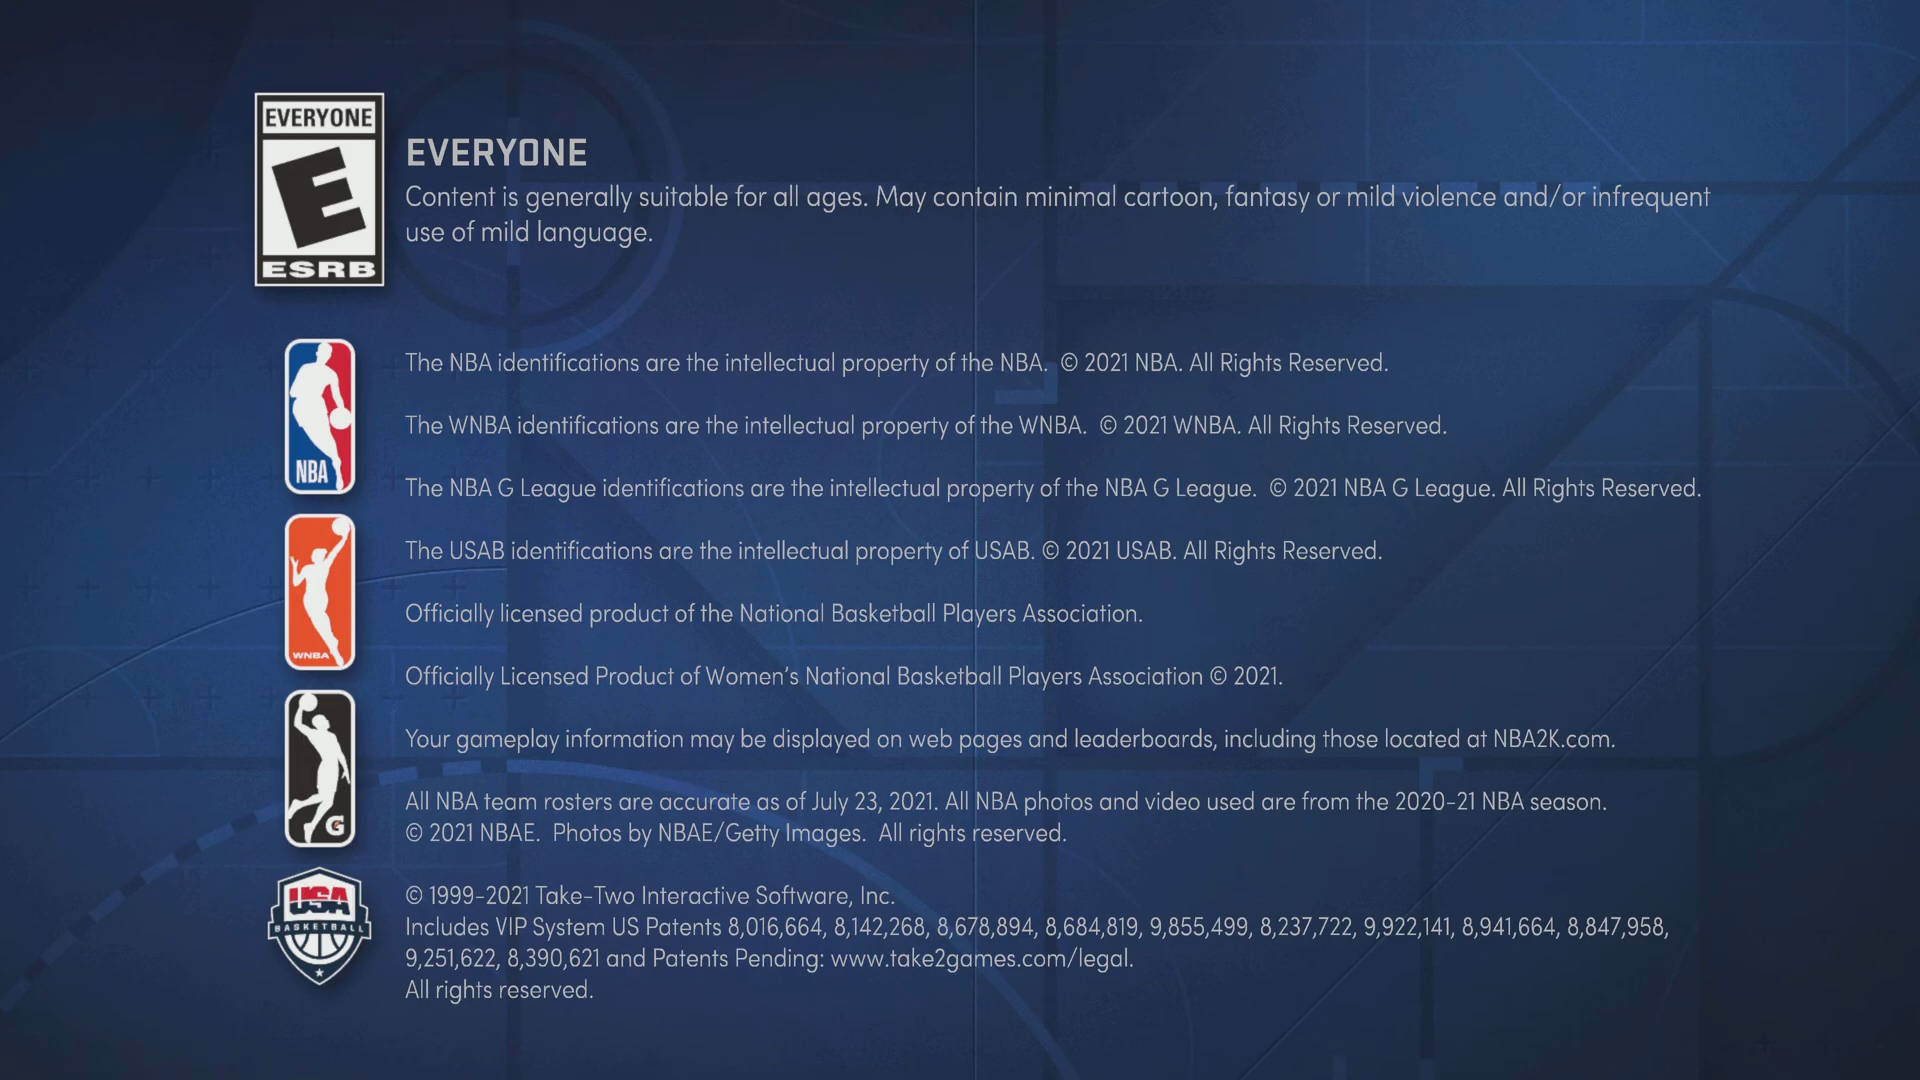 EVERYONE
E
ESRB
EVERYONE
Content is generally suitable for all ages. May contain minimal cartoon, fantasy or mild violence and/or infrequent
use of mild language.
NBA
The NBA identifications are the intellectual property of the NBA.  © 2021 NBA. All Rights Reserved.
The WNBA identifications are the intellectual property of the WNBA.  © 2021 WNBA. All Rights Reserved.
The NBA G League identifications are the intellectual property of the NBA G League.  © 2021 NBA G League. All Rights Reserved.
WNBA
The USAB identifications are the intellectual property of USAB. © 2021 USAB. All Rights Reserved.
Officially licensed product of the National Basketball Players Association.
Officially Licensed Product of Women's National Basketball Players Association © 2021.
G
Your gameplay information may be displayed on web pages and leaderboards, including those located at NBA2K.com.
All NBA team rosters are accurate as of July 23, 2021. All NBA photos and video used are from the 2020-21 NBA season.
© 2021 NBAE.  Photos by NBAE/Getty Images.  All rights reserved.
USA
BASKETBALL
© 1999-2021 Take-Two Interactive Software, Inc.
Includes VIP System US Patents 8,016,664, 8,142,268, 8,678,894, 8,684,819, 9,855,499, 8,237,722, 9,922,141, 8,941,664, 8,847,958,
9,251,622, 8,390,621 and Patents Pending: www.take2games.com/legal.
All rights reserved.